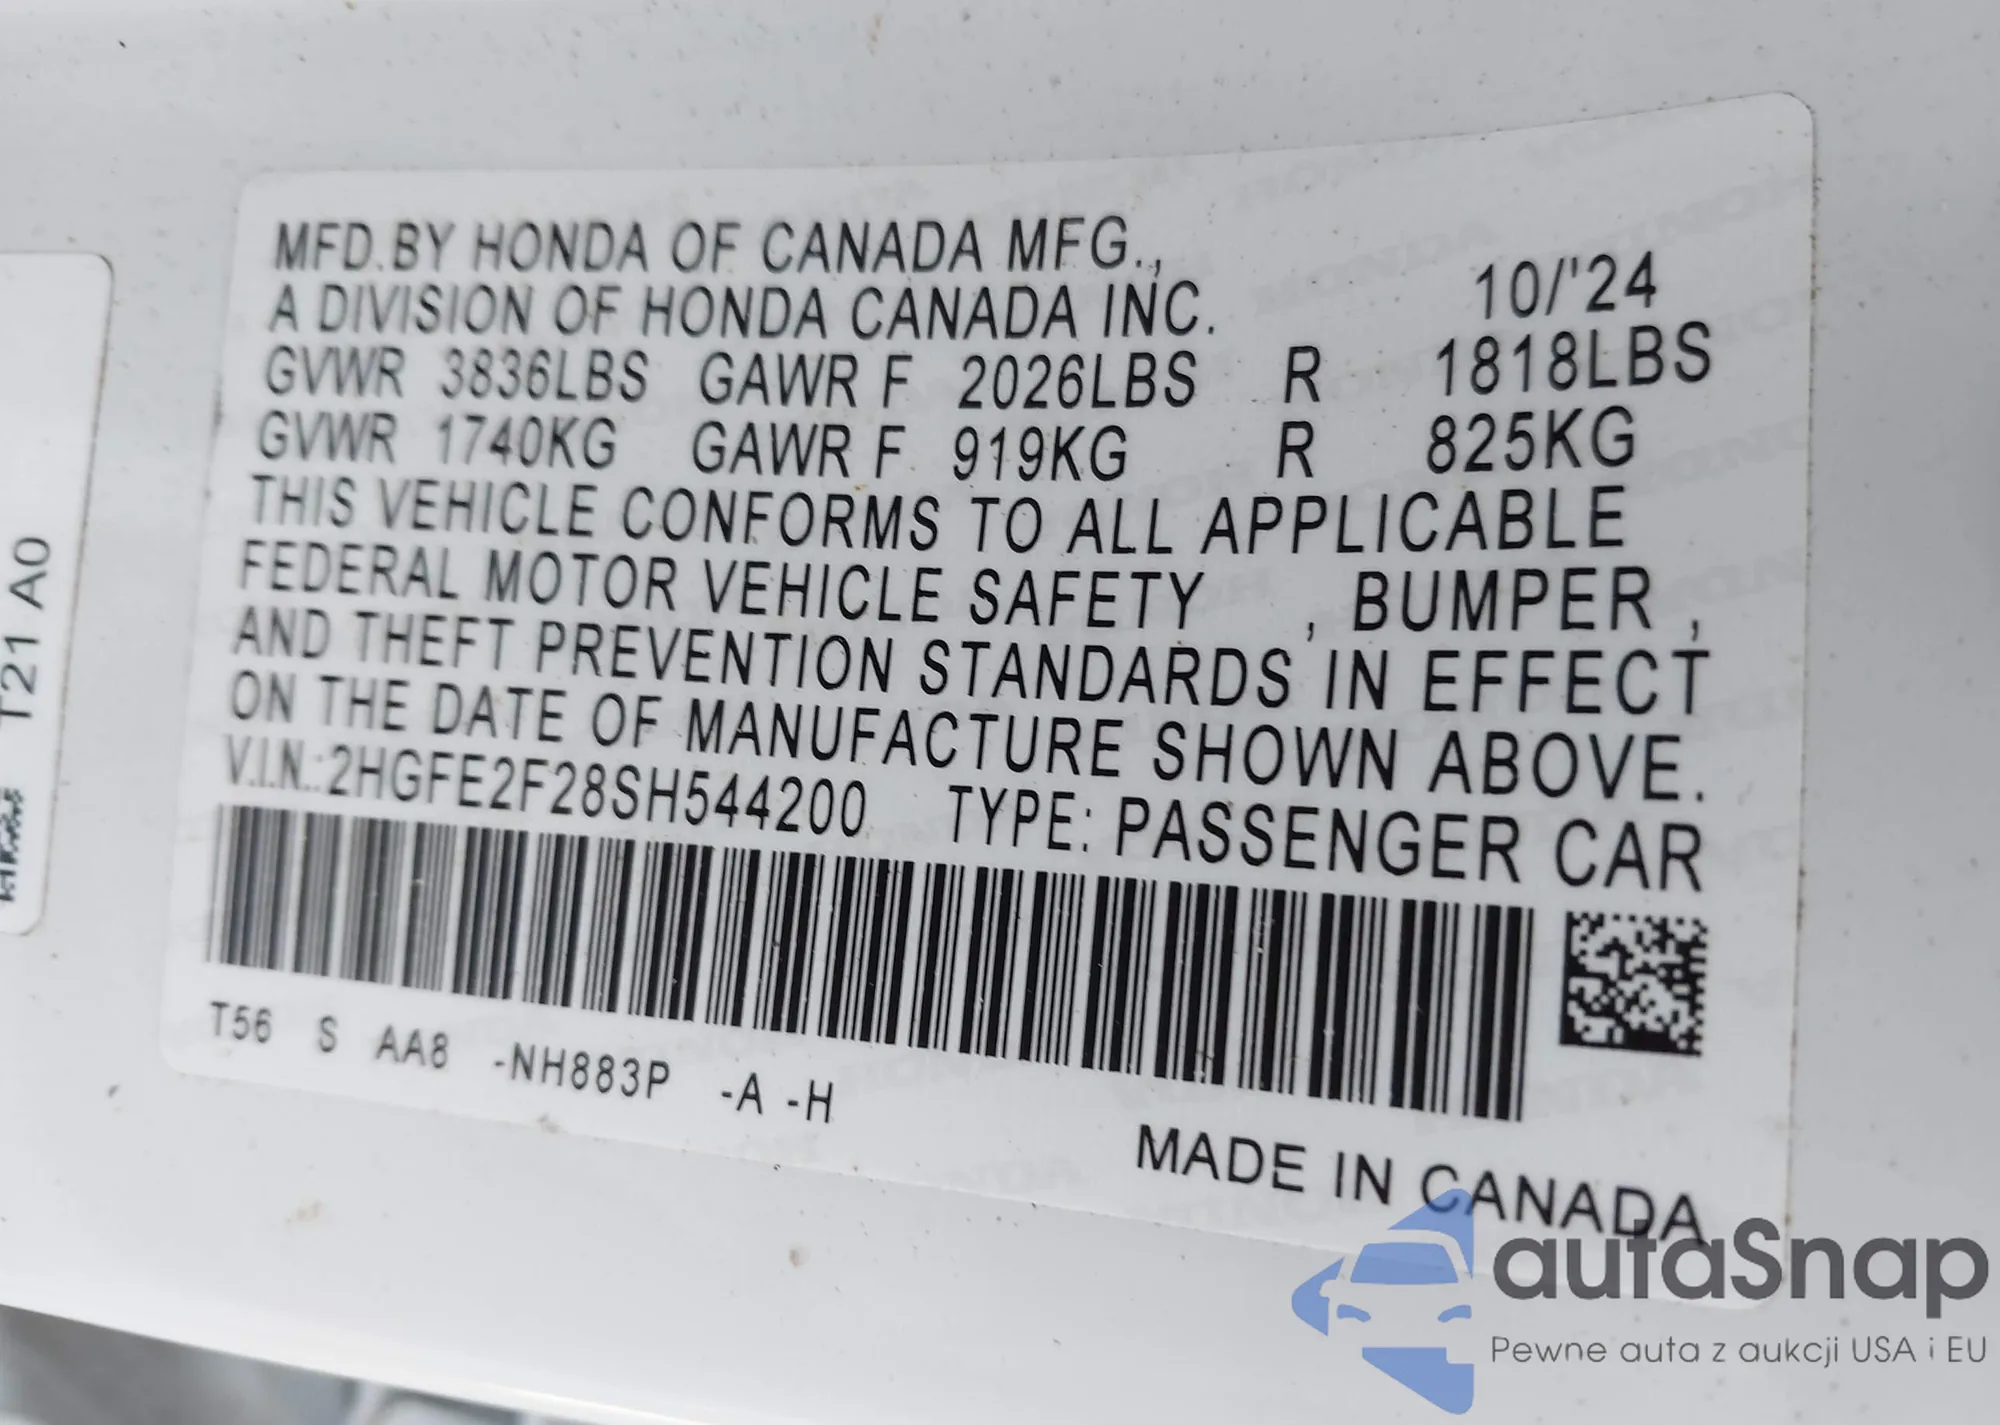 MFD.BY HONDA OF CANADA MFG.,
A DIVISION OF HONDA CANADA INC. 10/'24
GVWR 3836LBS GAWR F 2026LBS R 1818LBS
GVWR 1740KG GAWR F 919KG R 825KG
THIS VEHICLE CONFORMS TO ALL APPLICABLE
FEDERAL MOTOR VEHICLE SAFETY , BUMPER ,
AND THEFT PREVENTION STANDARDS IN EFFECT
ON THE DATE OF MANUFACTURE SHOWN ABOVE.
V.I.N.: 2HGFE2F28SH544200 TYPE: PASSENGER CAR
T56 S AA8 -NH883P -A -H
MADE IN CANADA
T21 A0
autaSnap
Pewne auta z aukcji USA i EU